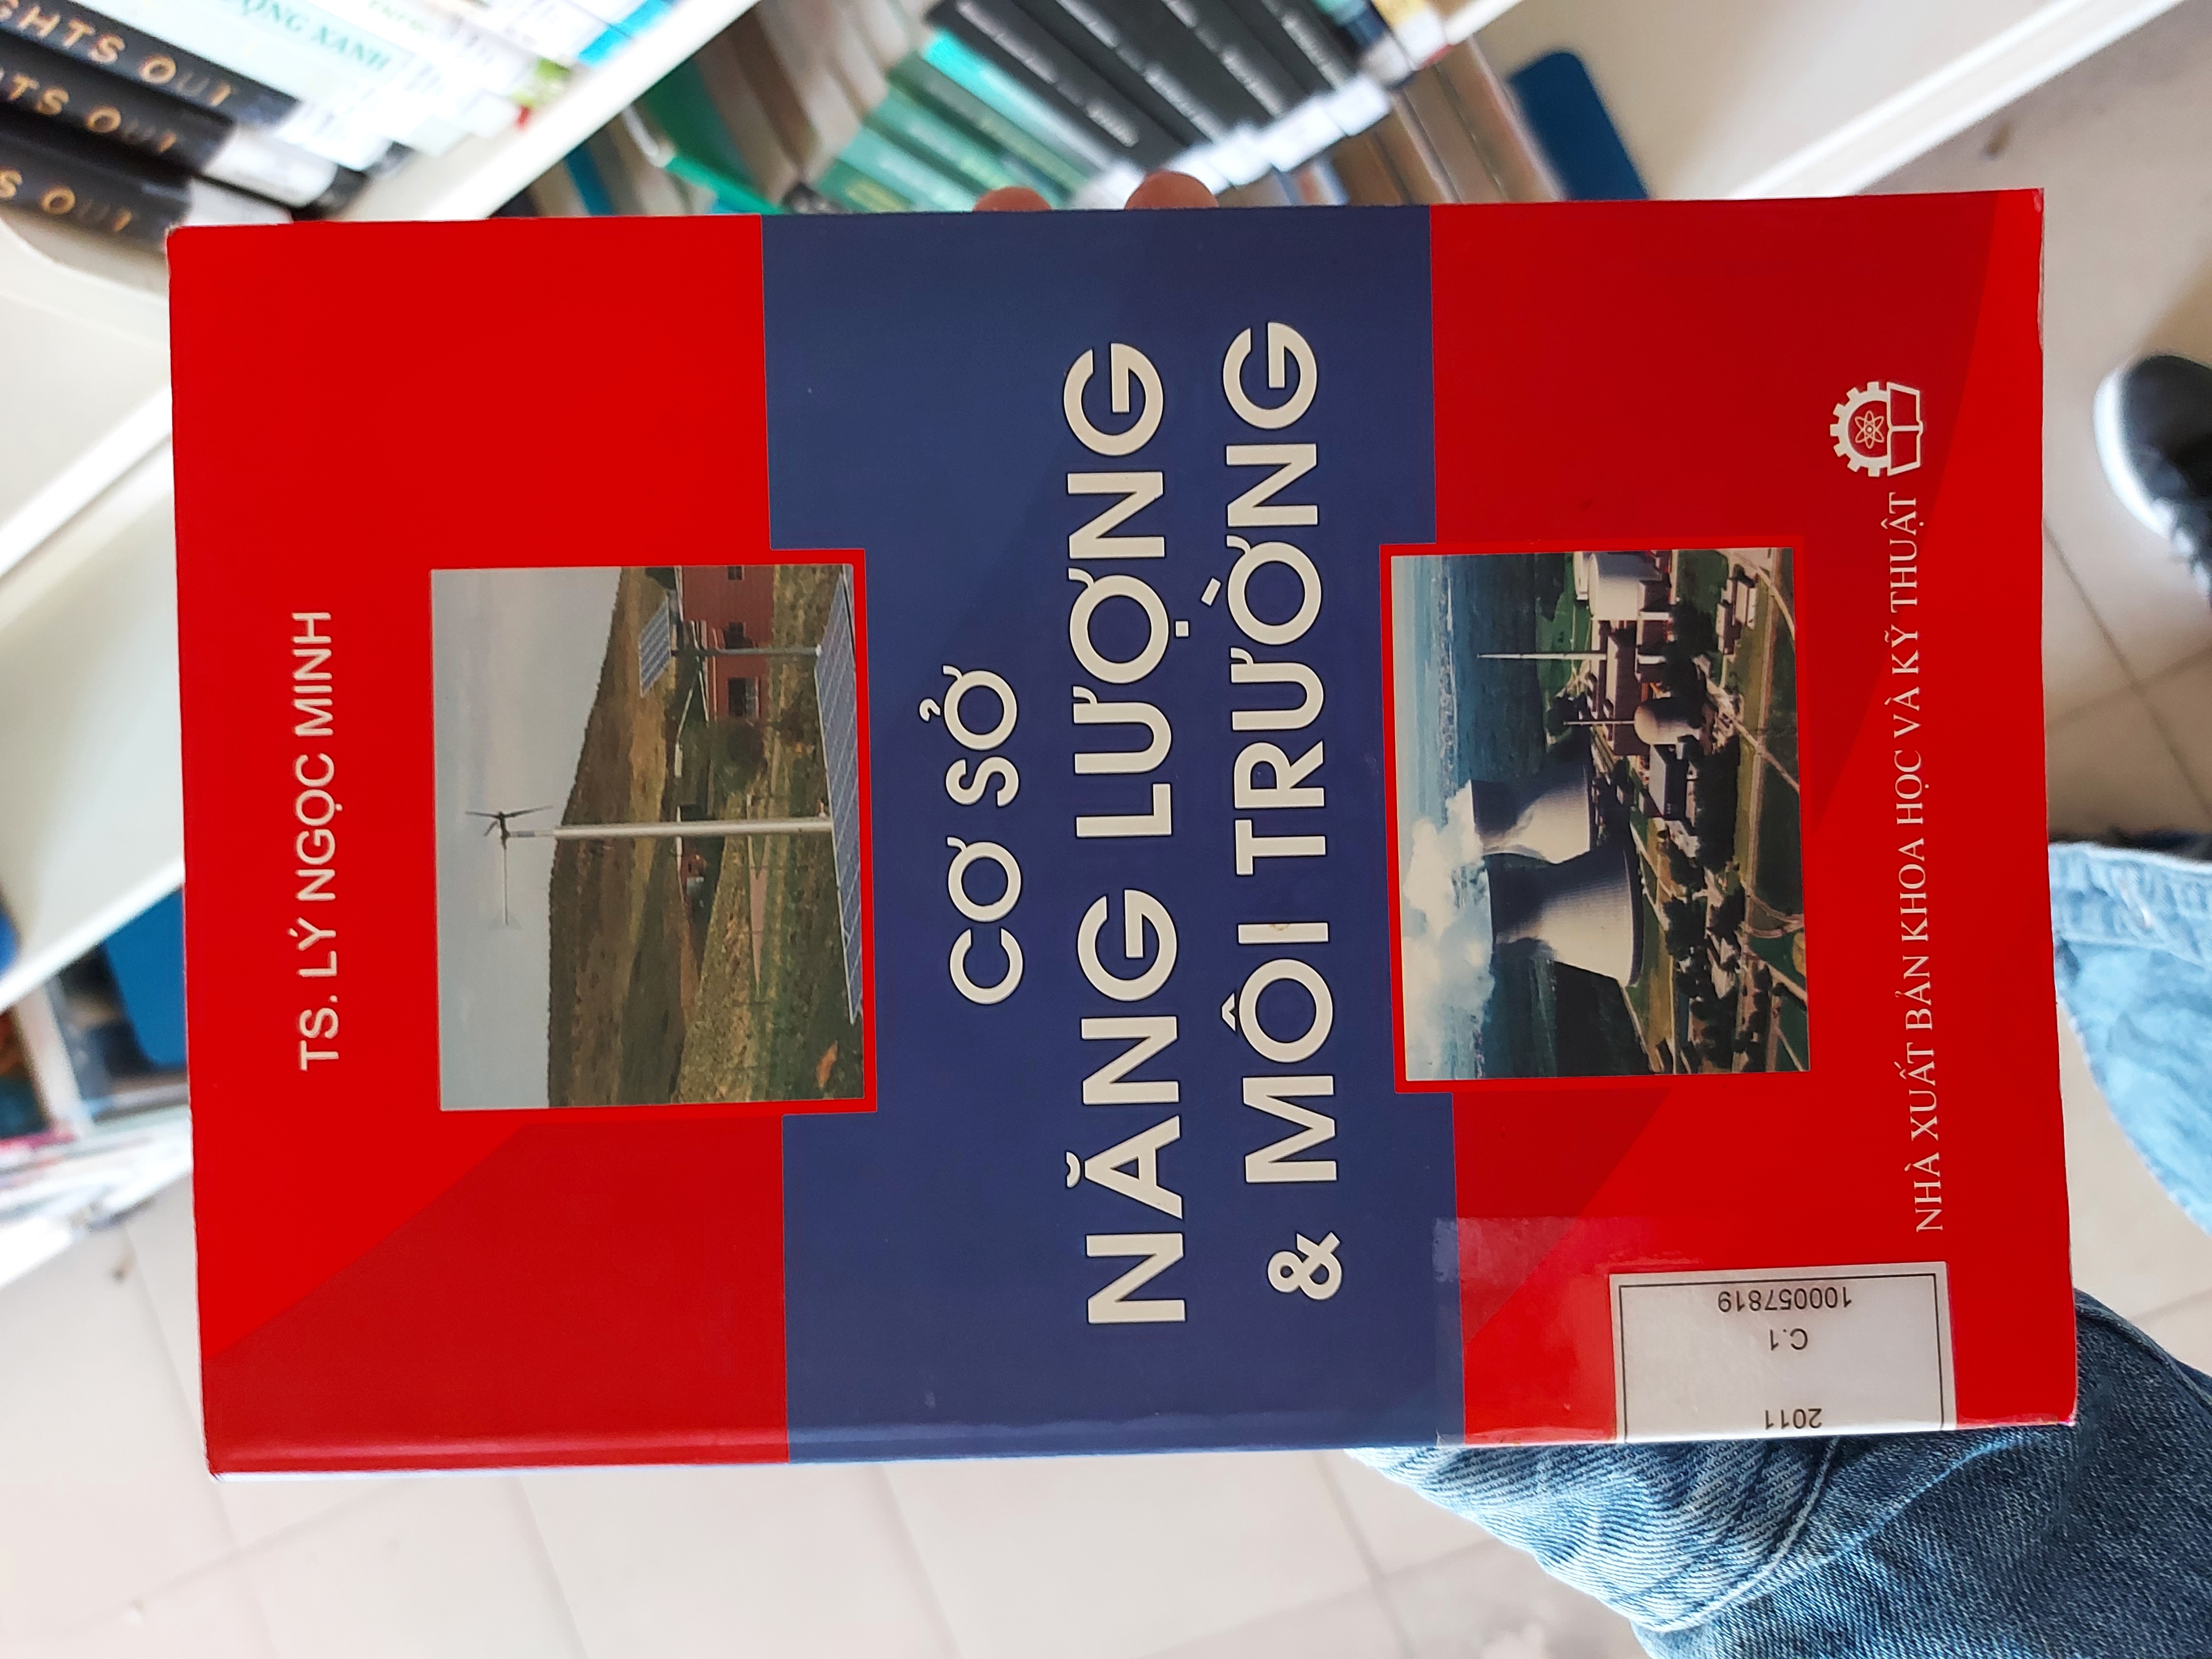 TS. LÝ NGỌC MINH
CƠ SỞ
NĂNG LƯỢNG
& MÔI TRƯỜNG
2011
C.1
100057819
NHÀ XUẤT BẢN KHOA HỌC VÀ KỸ THUẬT